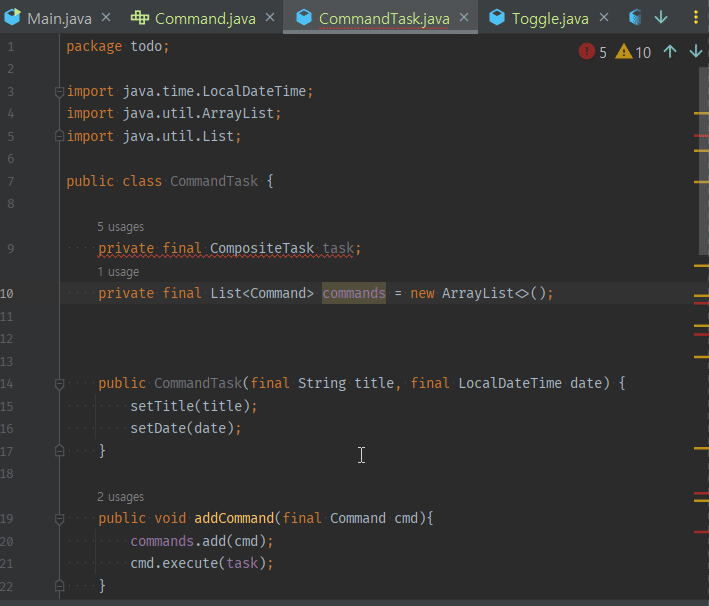 Main.java Command.java CommandTask.java Toggle.java
5 10
1 package todo;
2
3 import java.time.LocalDateTime;
4 import java.util.ArrayList;
5 import java.util.List;
6
7 public class CommandTask {
8
5 usages
9 private final CompositeTask task;
1 usage
10 private final List<Command> commands = new ArrayList<>();
11
12
13
14 public CommandTask(final String title, final LocalDateTime date) {
15 setTitle(title);
16 setDate(date);
17 }
18
2 usages
19 public void addCommand(final Command cmd){
20 commands.add(cmd);
21 cmd.execute(task);
22 }